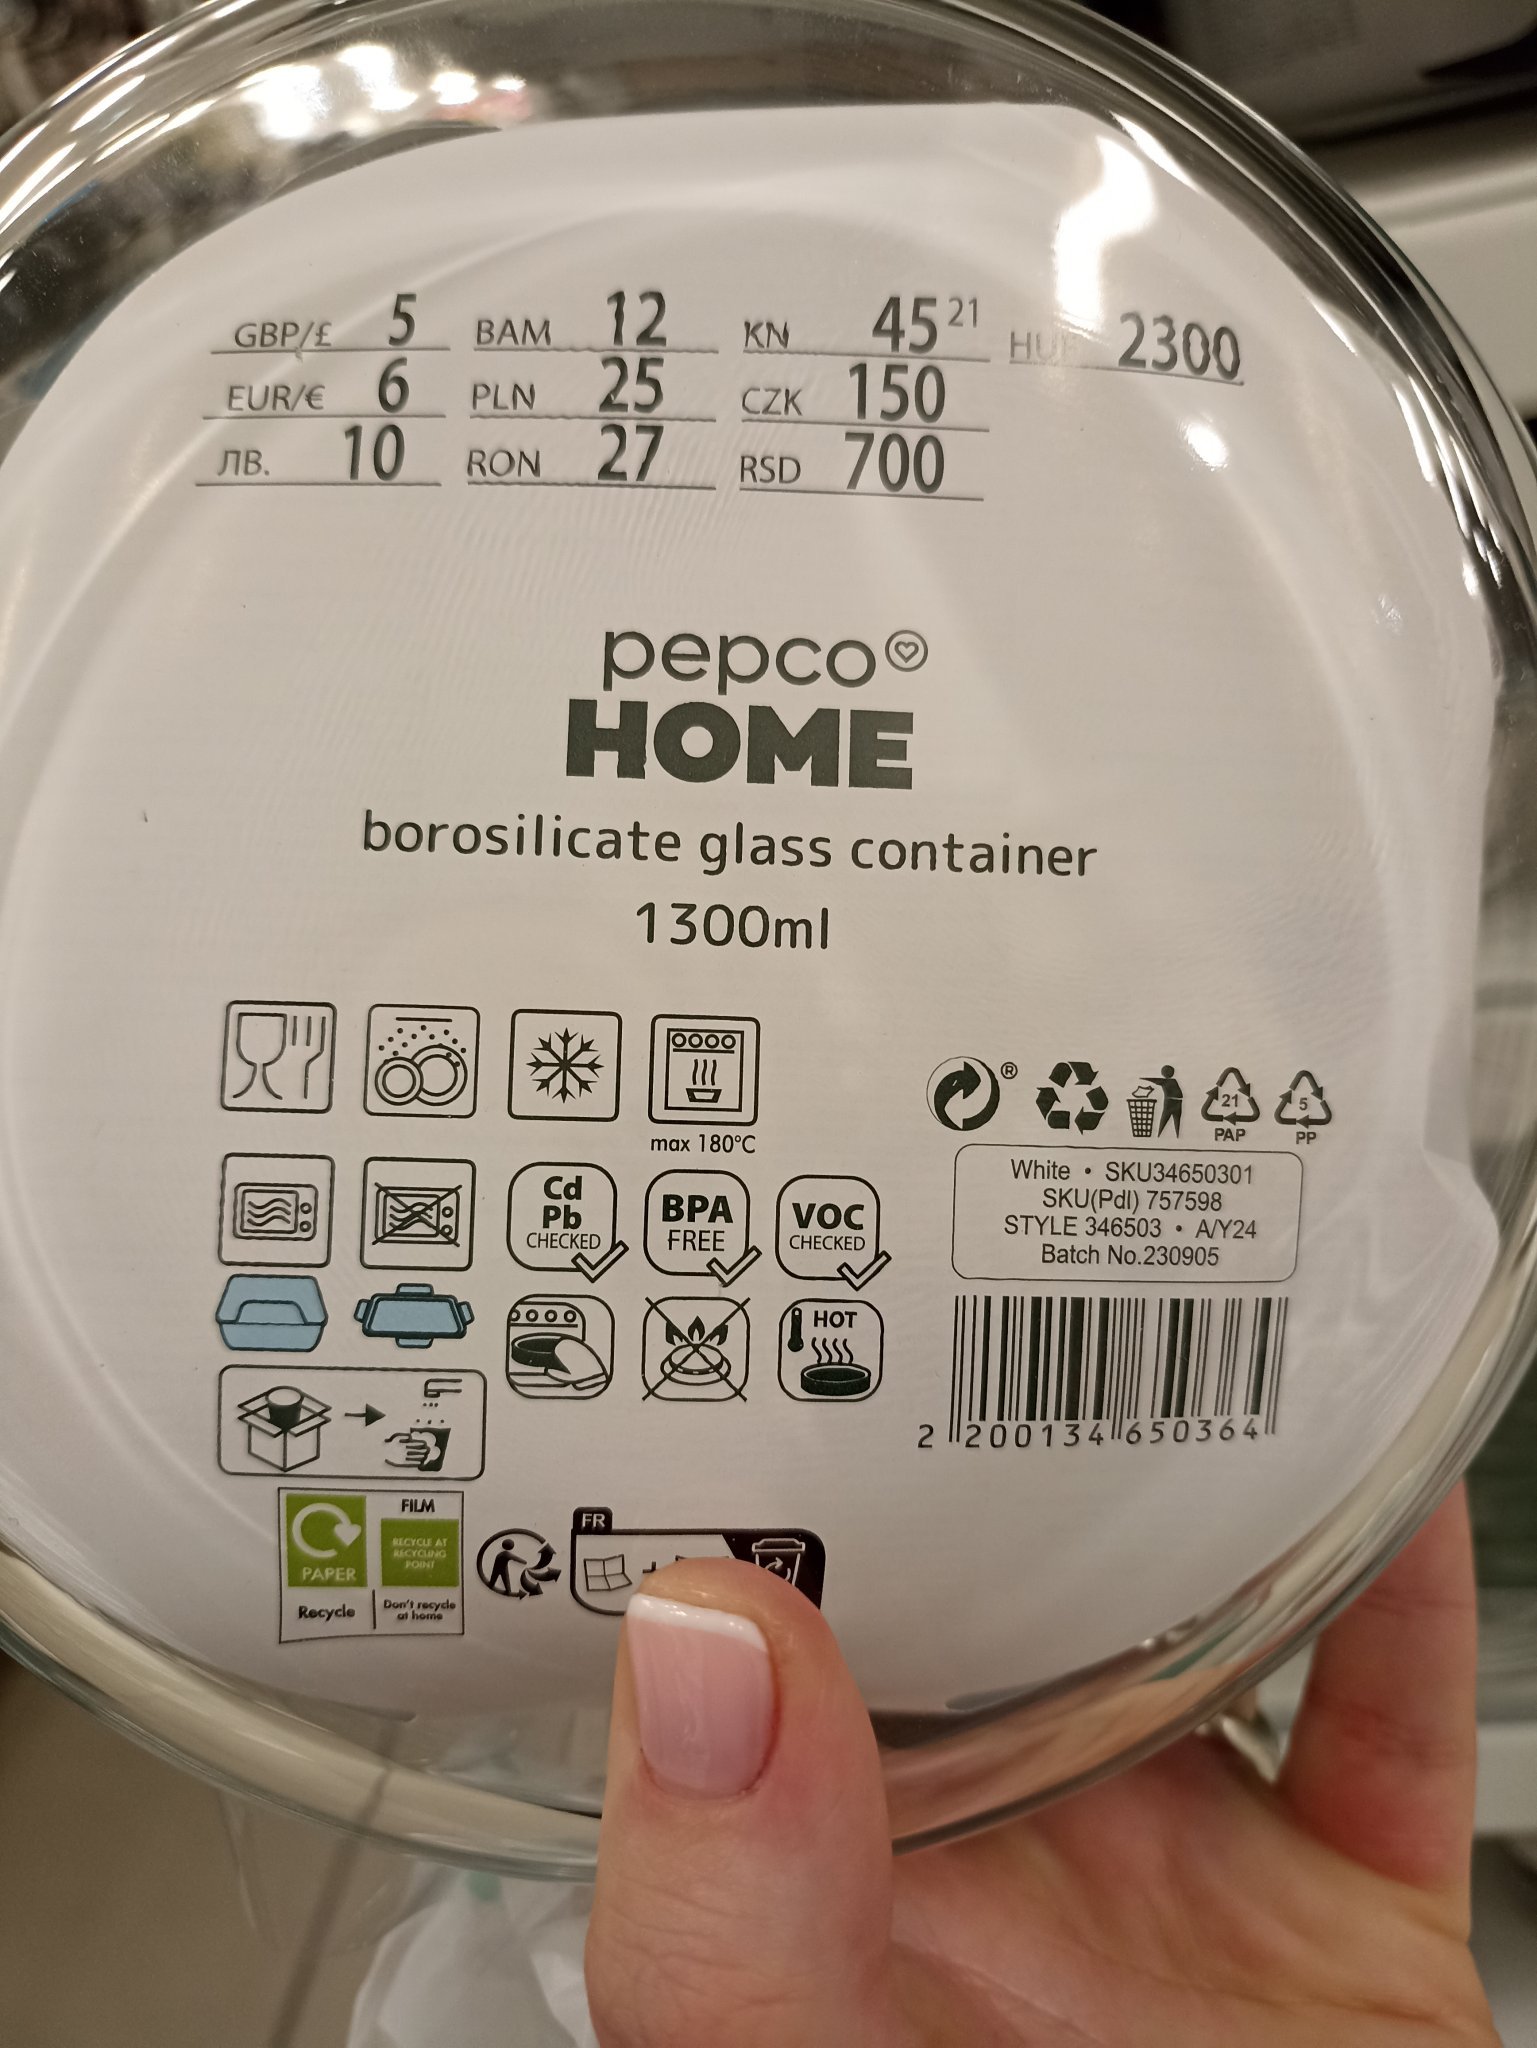 GBP/£ 5 BAM 12 KN 45 21 HUF 2300
EUR/€ 6 PLN 25 CZK 150
ЛВ. 10 RON 27 RSD 700
pepco
HOME
borosilicate glass container
1300ml
max 180°C
Cd
Pb
CHECKED
BPA
FREE
VOC
CHECKED
HOT
®
21
PAP
5
PP
White • SKU34650301
SKU(Pdl) 757598
STYLE 346503 • A/Y24
Batch No.230905
2 200134 650364
PAPER
Recycle
FILM
RECYCLE AT
RECYCLING
POINT
Don't recycle
at home
FR